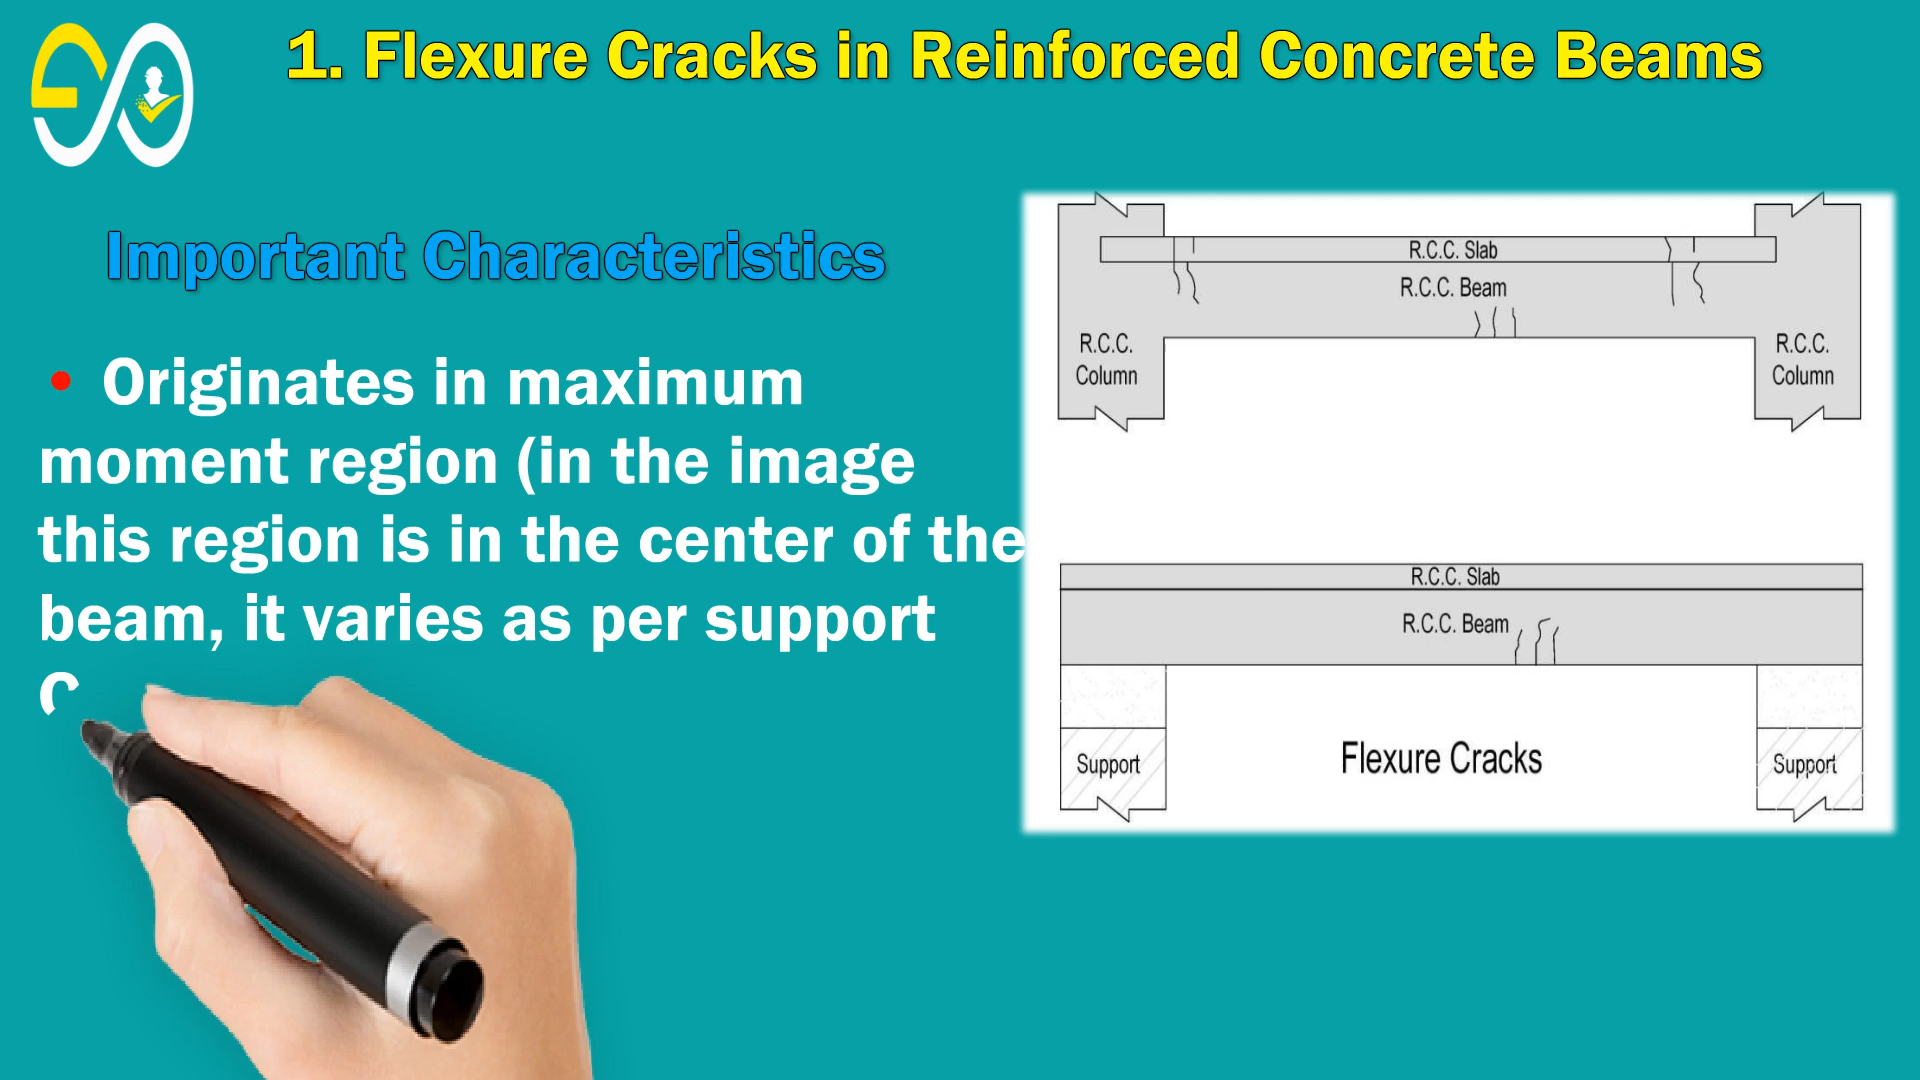 1. Flexure Cracks in Reinforced Concrete Beams
Important Characteristics
• Originates in maximum
moment region (in the image
this region is in the center of the
beam, it varies as per support
R.C.C. Slab
R.C.C. Beam
R.C.C.
Column
R.C.C.
Column
R.C.C. Slab
R.C.C. Beam
Support
Flexure Cracks
Support